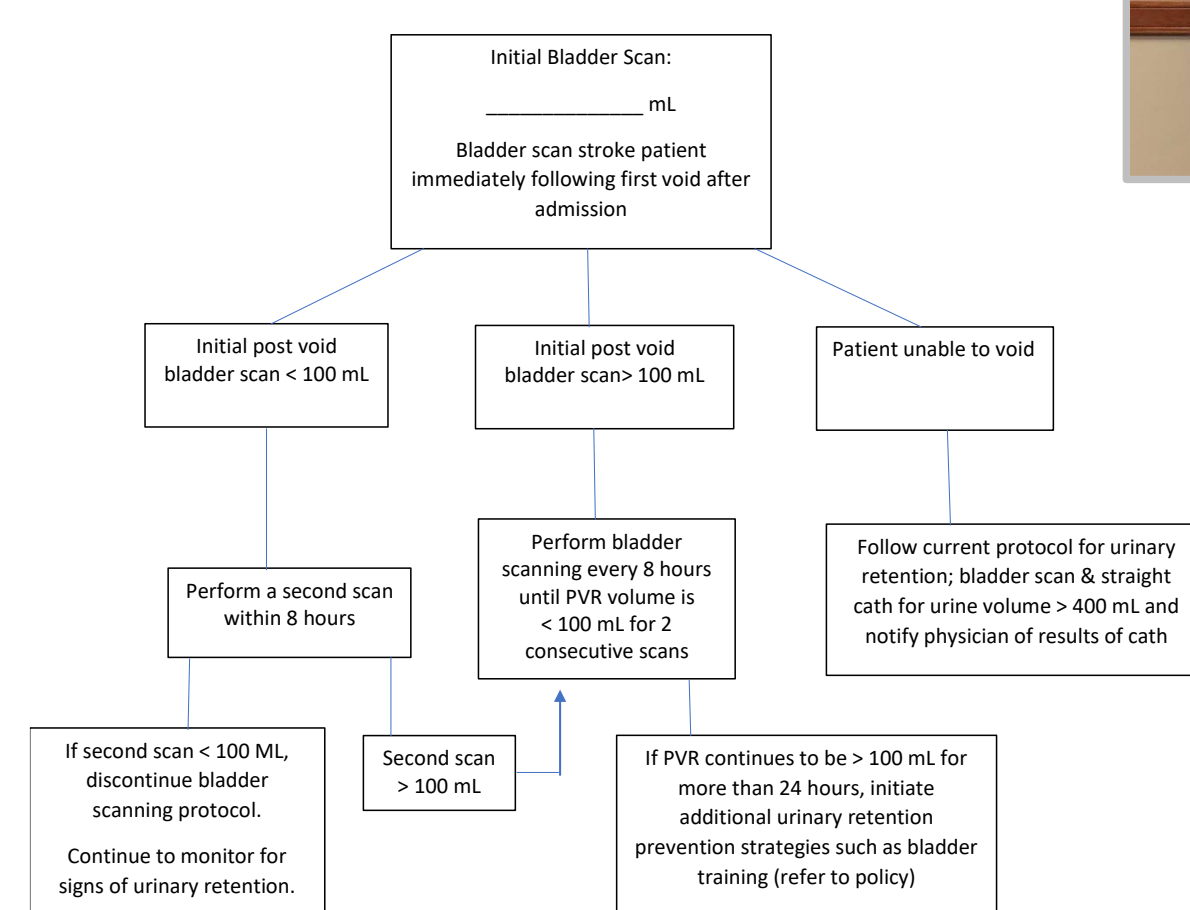 Initial Bladder Scan:
______________ mL
Bladder scan stroke patient
immediately following first void after
admission
Initial post void
bladder scan < 100 mL
Initial post void
bladder scan> 100 mL
Patient unable to void
Perform a second scan
within 8 hours
Perform bladder
scanning every 8 hours
until PVR volume is
< 100 mL for 2
consecutive scans
Follow current protocol for urinary
retention; bladder scan & straight
cath for urine volume > 400 mL and
notify physician of results of cath
If second scan < 100 ML,
discontinue bladder
scanning protocol.
Continue to monitor for
signs of urinary retention.
Second scan
> 100 mL
If PVR continues to be > 100 mL for
more than 24 hours, initiate
additional urinary retention
prevention strategies such as bladder
training (refer to policy)